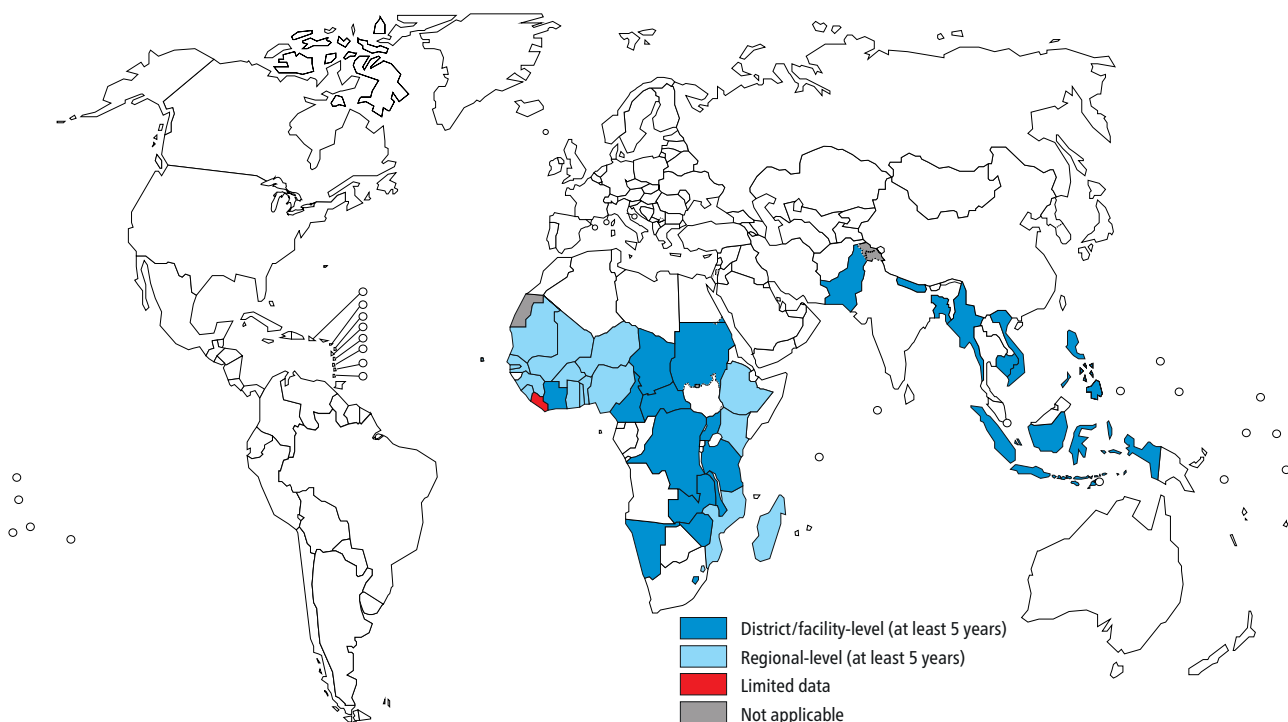 District/facility-level (at least 5 years)
Regional-level (at least 5 years)
Limited data
Not applicable